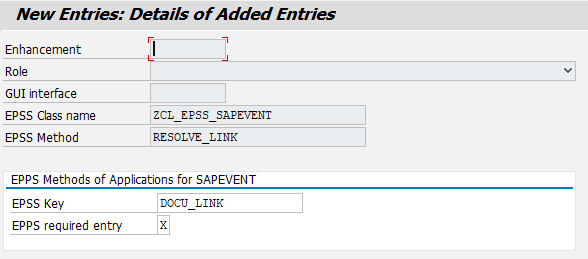 New Entries: Details of Added Entries
Enhancement
Role
GUI interface
EPSS Class name ZCL_EPSS_SAPEVENT
EPSS Method RESOLVE_LINK
EPPS Methods of Applications for SAPEVENT
EPSS Key DOCU_LINK
EPPS required entry X